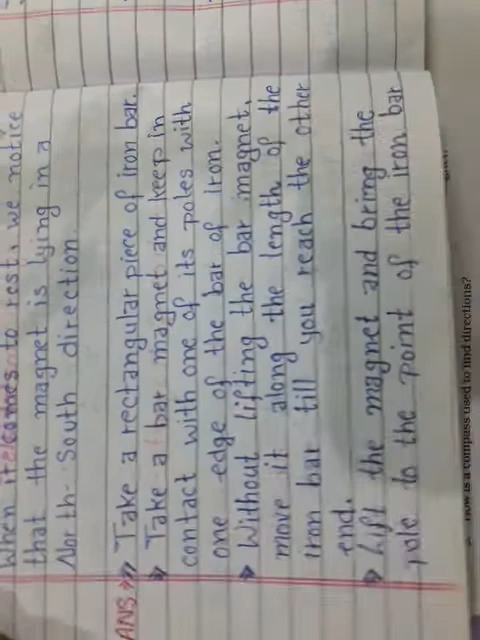 When it comes to rest, we notice
that the magnet is lying in a
North- South direction.
ANS →» Take a rectangular piece of iron bar.
» Take a bar magnet and keep in
contact with one of its poles with
one edge of the bar of iron.
» Without lifting the bar magnet,
move it along the length of the
iron bar till you reach the other
end.
» Lift the magnet and bring the
pole to the point of the iron bar
How is a compass used to find directions?